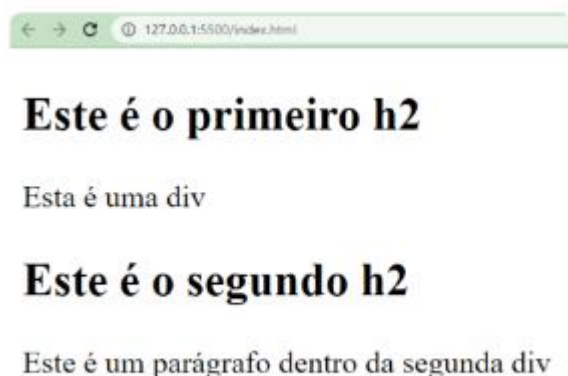 127.0.0.1:5500/index.html
Este é o primeiro h2
Esta é uma div
Este é o segundo h2
Este é um parágrafo dentro da segunda div